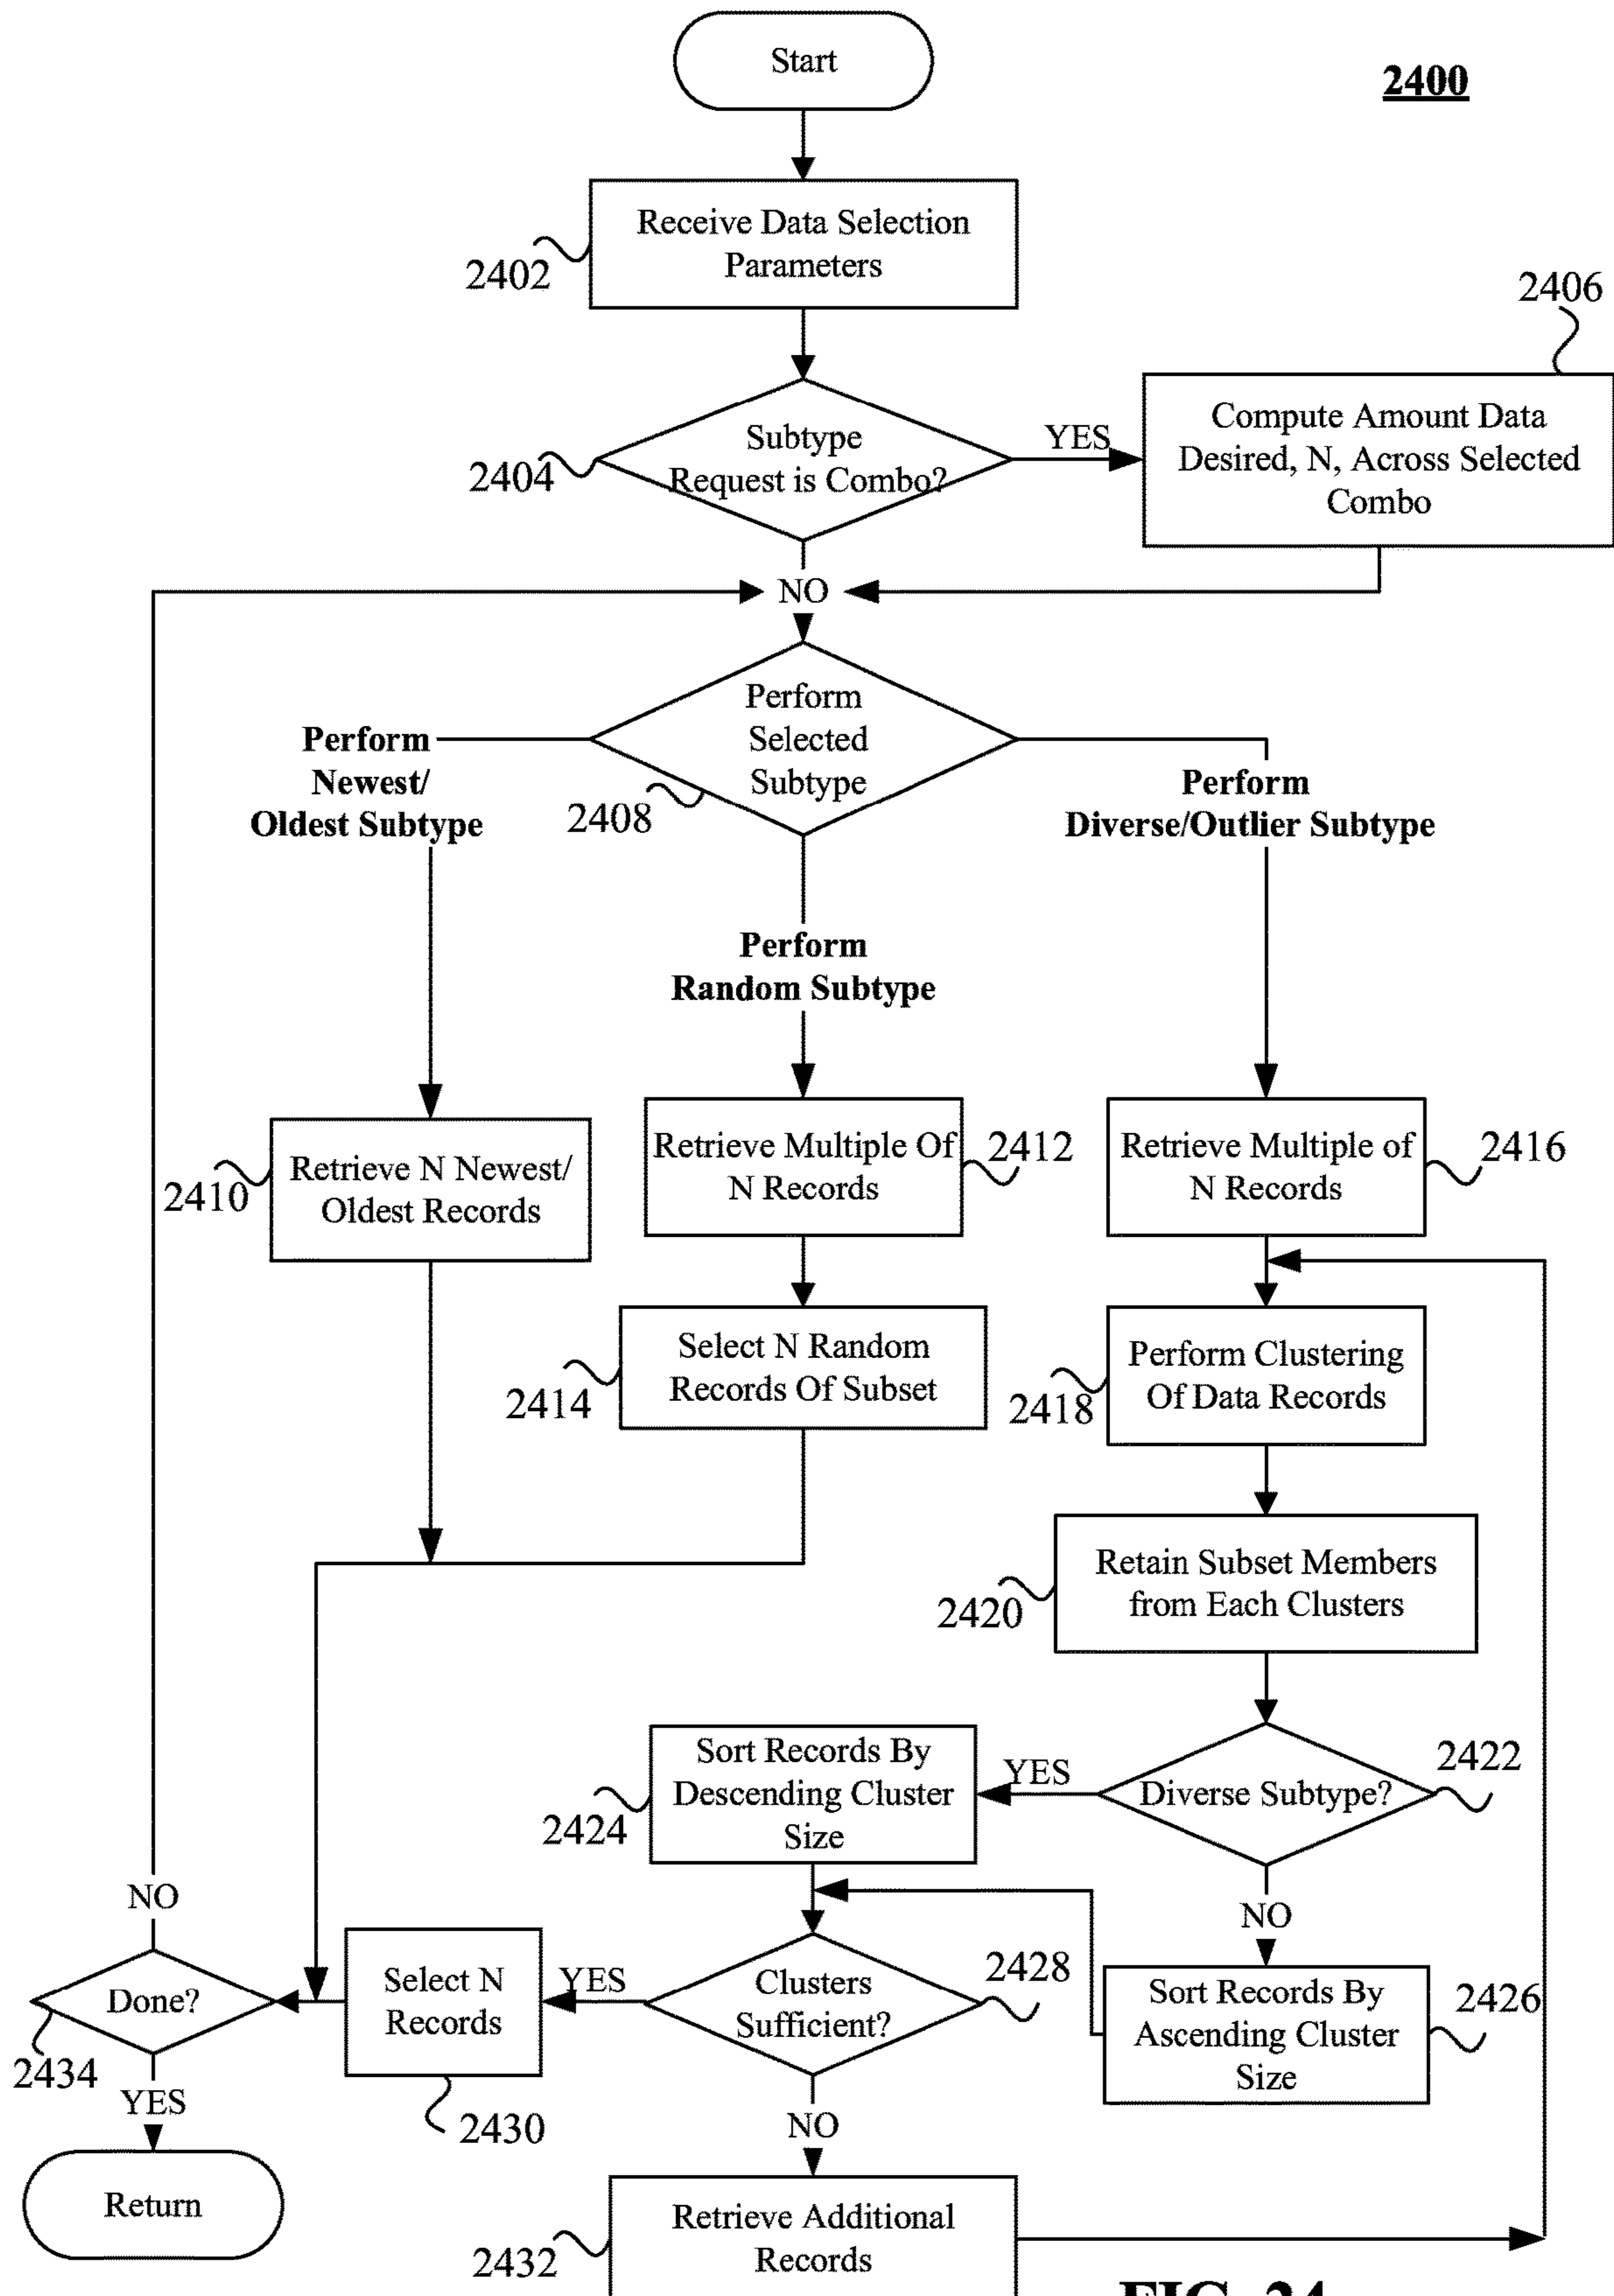 Start
2400
Receive Data Selection
Parameters
2402
2406
Subtype
Request is Combo?
2404
YES
Compute Amount Data
Desired, N, Across Selected
Combo
NO
Perform
Selected
Subtype
2408
Perform
Newest/
Oldest Subtype
Perform
Diverse/Outlier Subtype
Perform
Random Subtype
Retrieve N Newest/
Oldest Records
2410
Retrieve Multiple Of
N Records
2412
Retrieve Multiple of
N Records
2416
Select N Random
Records Of Subset
2414
Perform Clustering
Of Data Records
2418
Retain Subset Members
from Each Clusters
2420
Sort Records By
Descending Cluster
Size
2424
YES
Diverse Subtype?
2422
NO
NO
Done?
2434
Select N
Records
2430
YES
Clusters
Sufficient?
2428
Sort Records By
Ascending Cluster
Size
2426
YES
NO
Return
Retrieve Additional
Records
2432
FIG. 24